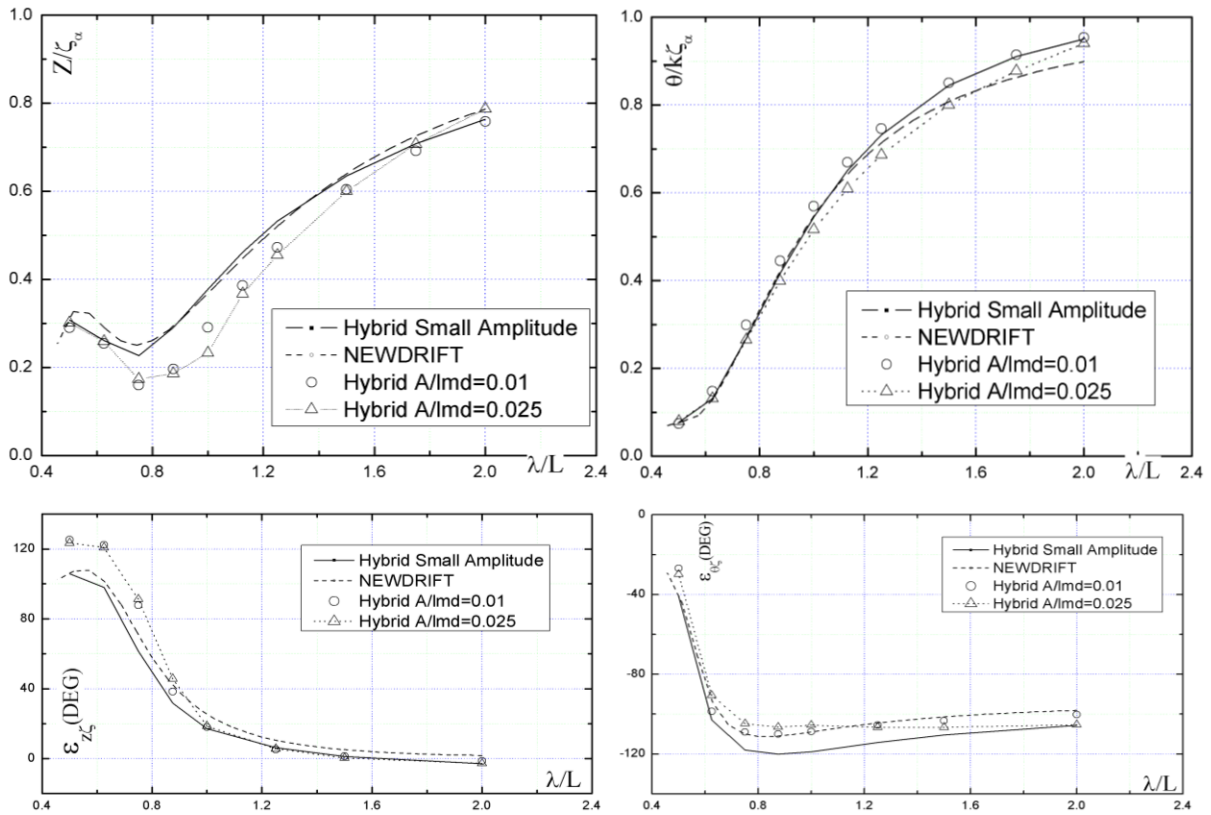 1.0
0.8
0.6
0.4
0.2
0.0
Z/ζα
0.4 0.8 1.2 1.6 2.0 2.4
λ/L
Hybrid Small Amplitude
NEWDRIFT
Hybrid A/lmd=0.01
Hybrid A/lmd=0.025
1.0
0.8
0.6
0.4
0.2
0.0
θ/kζα
0.4 0.8 1.2 1.6 2.0 2.4
λ/L
Hybrid Small Amplitude
NEWDRIFT
Hybrid A/lmd=0.01
Hybrid A/lmd=0.025
120
80
40
0
εzζ(DEG)
0.4 0.8 1.2 1.6 2.0 2.4
λ/L
Hybrid Small Amplitude
NEWDRIFT
Hybrid A/lmd=0.01
Hybrid A/lmd=0.025
0
-40
-80
-120
-140
εθζ(DEG)
0.4 0.8 1.2 1.6 2.0 2.4
λ/L
Hybrid Small Amplitude
NEWDRIFT
Hybrid A/lmd=0.01
Hybrid A/lmd=0.025